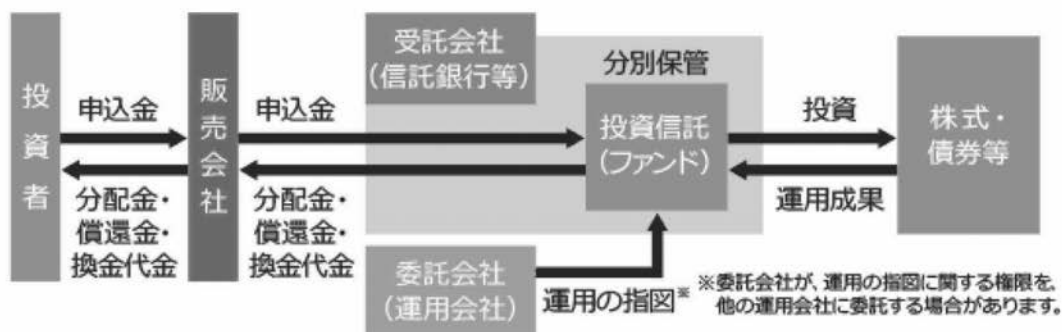 投資者
申込金
分配金・
償還金・
換金代金
販売会社
申込金
分配金・
償還金・
換金代金
受託会社
(信託銀行等)
分別保管
投資信託
(ファンド)
委託会社
(運用会社)
運用の指図※
投資
運用成果
株式・
債券等
※委託会社が、運用の指図に関する権限を、
他の運用会社に委託する場合があります。